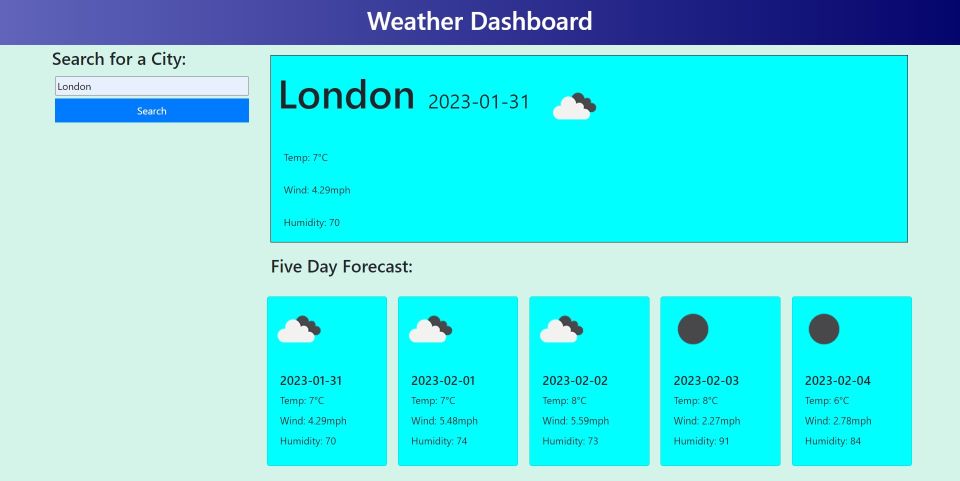 Weather Dashboard
Search for a City:
London
Search
London 2023-01-31
Temp: 7°C
Wind: 4.29mph
Humidity: 70
Five Day Forecast:
2023-01-31
Temp: 7°C
Wind: 4.29mph
Humidity: 70
2023-02-01
Temp: 7°C
Wind: 5.48mph
Humidity: 74
2023-02-02
Temp: 8°C
Wind: 5.59mph
Humidity: 73
2023-02-03
Temp: 8°C
Wind: 2.27mph
Humidity: 91
2023-02-04
Temp: 6°C
Wind: 2.78mph
Humidity: 84